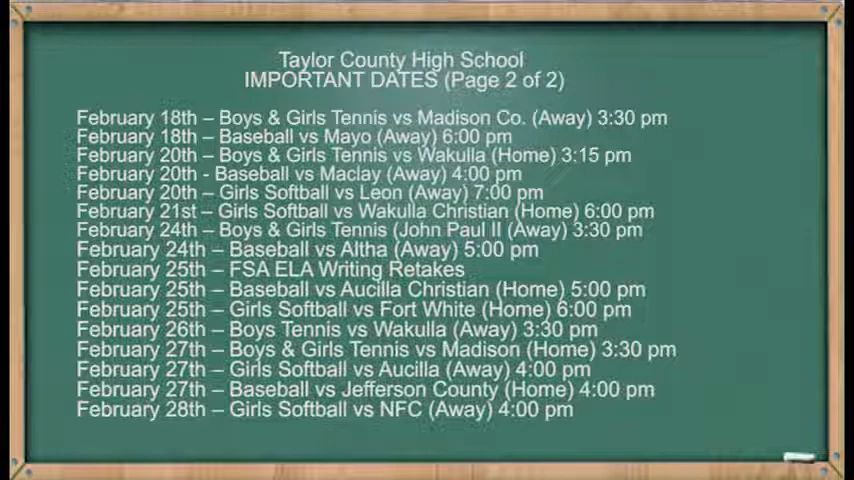 Taylor County High School
IMPORTANT DATES (Page 2 of 2)
February 18th – Boys & Girls Tennis vs Madison Co. (Away) 3:30 pm
February 18th – Baseball vs Mayo (Away) 6:00 pm
February 20th – Boys & Girls Tennis vs Wakulla (Home) 3:15 pm
February 20th - Baseball vs Maclay (Away) 4:00 pm
February 20th – Girls Softball vs Leon (Away) 7:00 pm
February 21st – Girls Softball vs Wakulla Christian (Home) 6:00 pm
February 24th – Boys & Girls Tennis (John Paul II (Away) 3:30 pm
February 24th – Baseball vs Altha (Away) 5:00 pm
February 25th – FSA ELA Writing Retakes
February 25th – Baseball vs Aucilla Christian (Home) 5:00 pm
February 25th – Girls Softball vs Fort White (Home) 6:00 pm
February 26th – Boys Tennis vs Wakulla (Away) 3:30 pm
February 27th – Boys & Girls Tennis vs Madison (Home) 3:30 pm
February 27th – Girls Softball vs Aucilla (Away) 4:00 pm
February 27th – Baseball vs Jefferson County (Home) 4:00 pm
February 28th – Girls Softball vs NFC (Away) 4:00 pm